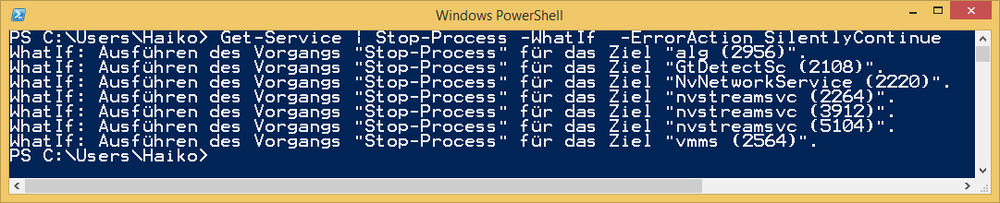 Windows PowerShell
PS C:\Users\Haiko> Get-Service | Stop-Process -WhatIf  -ErrorAction SilentlyContinue
WhatIf: Ausführen des Vorgangs "Stop-Process" für das Ziel "alg (2956)".
WhatIf: Ausführen des Vorgangs "Stop-Process" für das Ziel "GtDetectSc (2108)".
WhatIf: Ausführen des Vorgangs "Stop-Process" für das Ziel "NvNetworkService (2220)".
WhatIf: Ausführen des Vorgangs "Stop-Process" für das Ziel "nvstreamsvc (2264)".
WhatIf: Ausführen des Vorgangs "Stop-Process" für das Ziel "nvstreamsvc (3912)".
WhatIf: Ausführen des Vorgangs "Stop-Process" für das Ziel "nvstreamsvc (5104)".
WhatIf: Ausführen des Vorgangs "Stop-Process" für das Ziel "vmms (2564)".
PS C:\Users\Haiko>